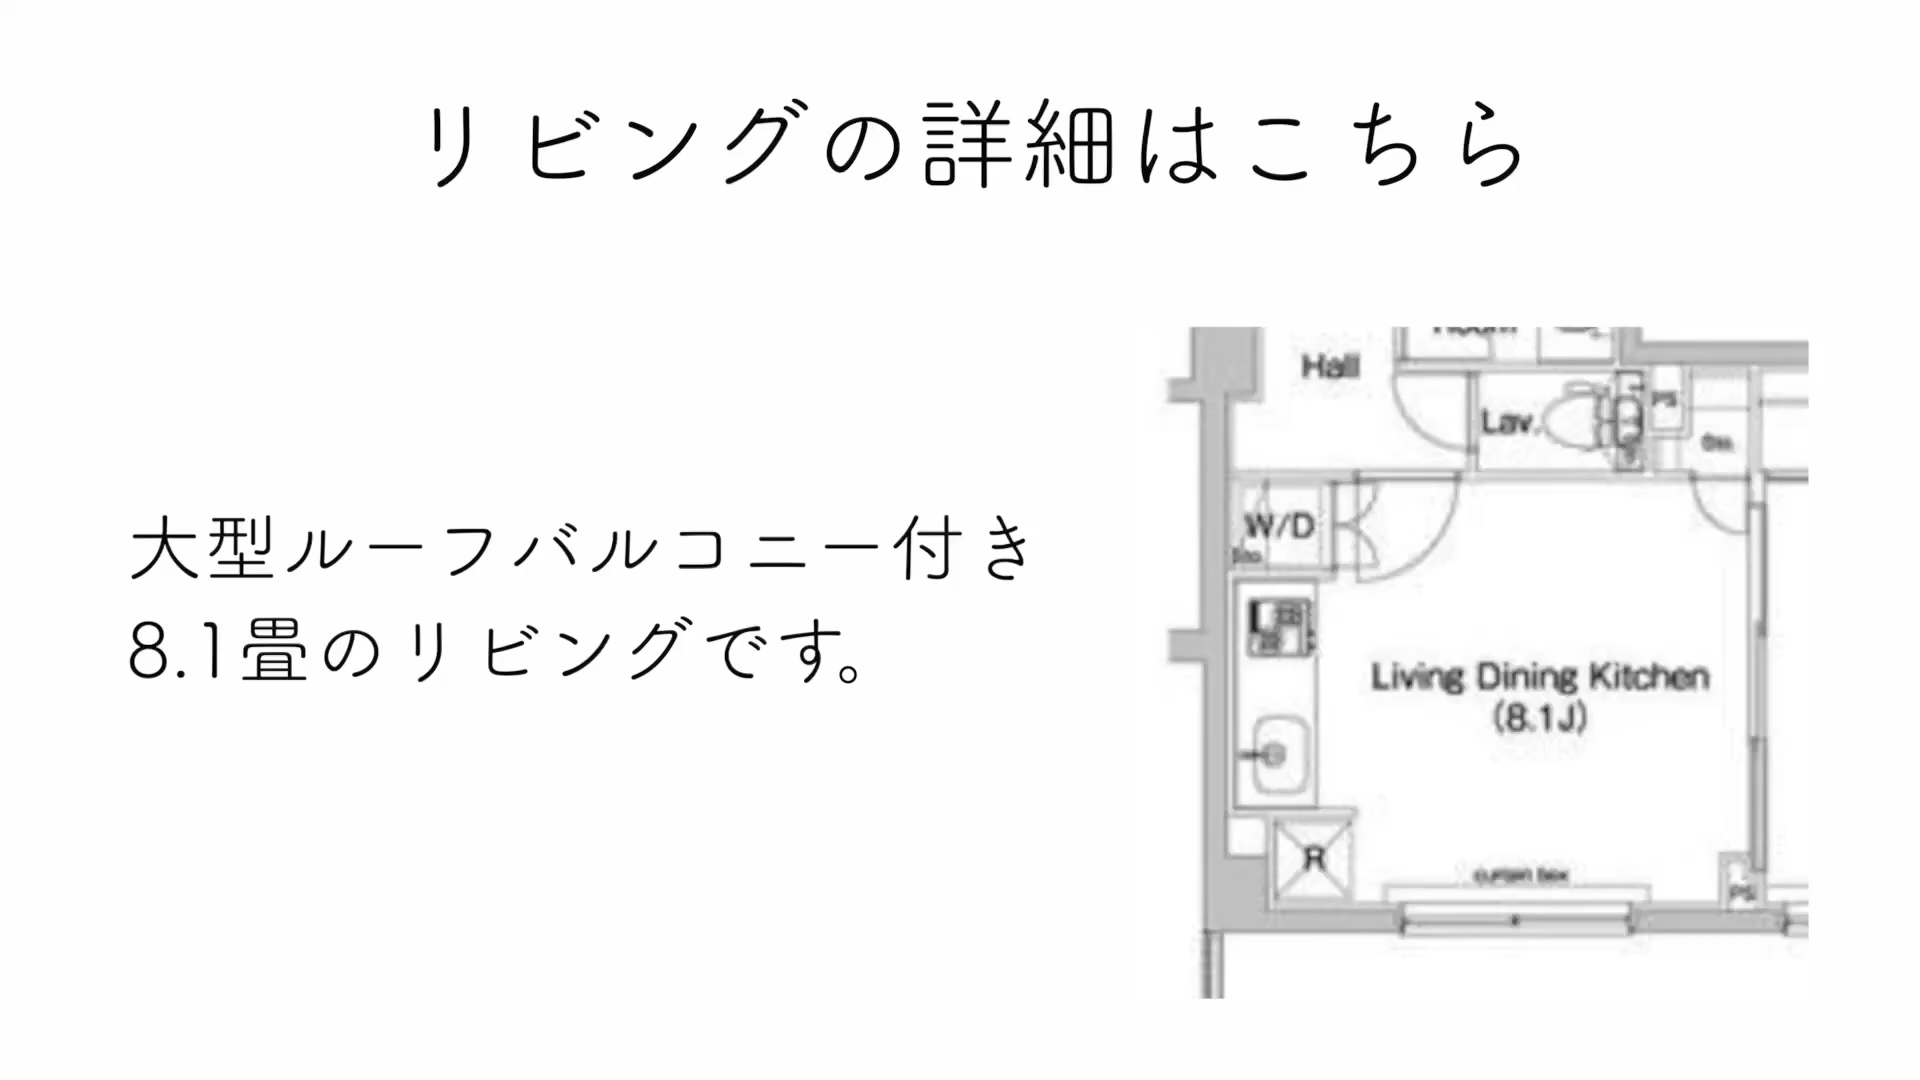 リビングの詳細はこちら
大型ルーフバルコニー付き
8.1畳のリビングです。
Hall
Lav.
PS
W/D
Living Dining Kitchen
(8.1J)
R
curtain box
PS